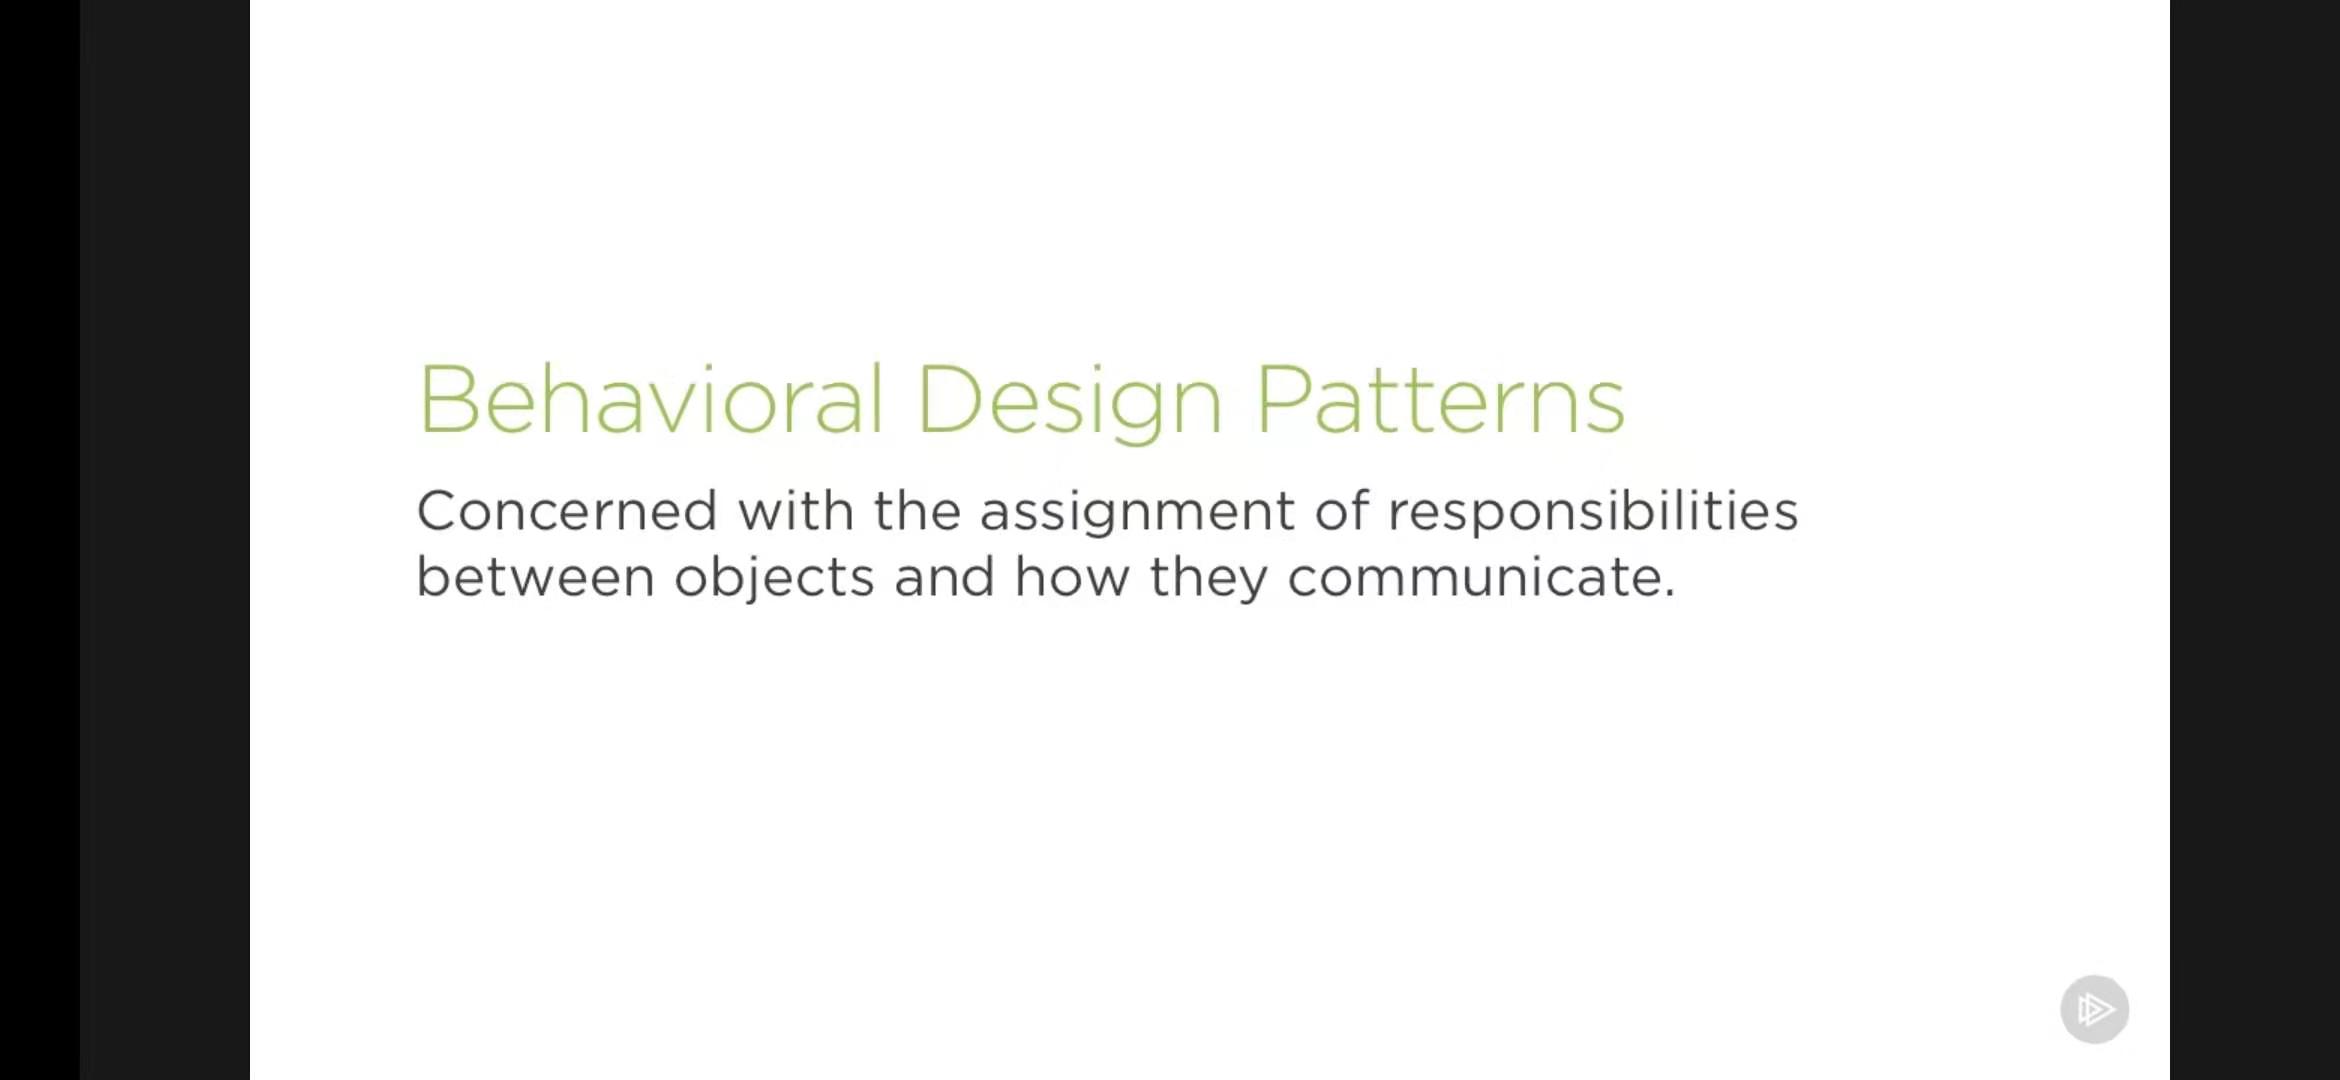 Behavioral Design Patterns
Concerned with the assignment of responsibilities
between objects and how they communicate.